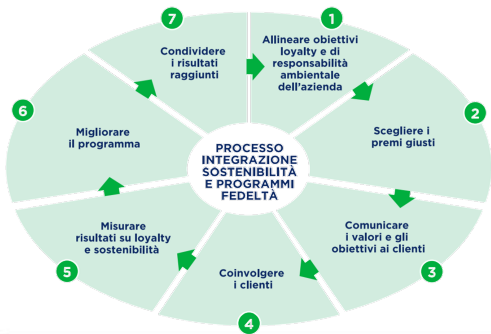 PROCESSO
INTEGRAZIONE
SOSTENIBILITÀ
E PROGRAMMI
FEDELTÀ
1
Allineare obiettivi
loyalty e di
responsabilità
ambientale
dell'azienda
2
Scegliere i
premi giusti
3
Comunicare
i valori e gli
obiettivi ai clienti
4
Coinvolgere
i clienti
5
Misurare
risultati su loyalty
e sostenibilità
6
Migliorare
il programma
7
Condividere
i risultati
raggiunti